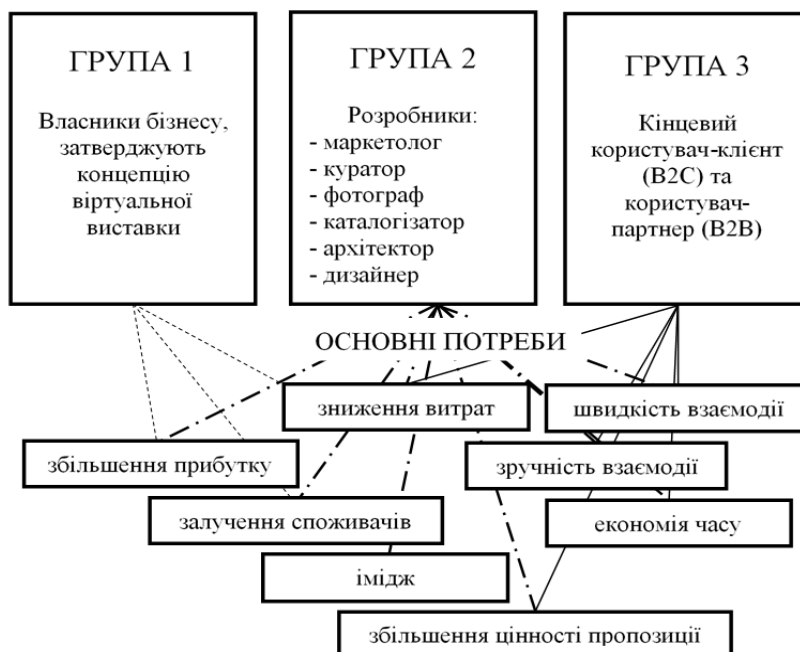 ГРУПА 1
Власники бізнесу,
затверджують
концепцію
віртуальної
виставки
ГРУПА 2
Розробники:
- маркетолог
- куратор
- фотограф
- каталогізатор
- архітектор
- дизайнер
ГРУПА 3
Кінцевий
користувач-клієнт
(B2C) та
користувач-
партнер (B2B)
ОСНОВНІ ПОТРЕБИ
зниження витрат
швидкість взаємодії
збільшення прибутку
зручність взаємодії
залучення споживачів
економія часу
імідж
збільшення цінності пропозиції